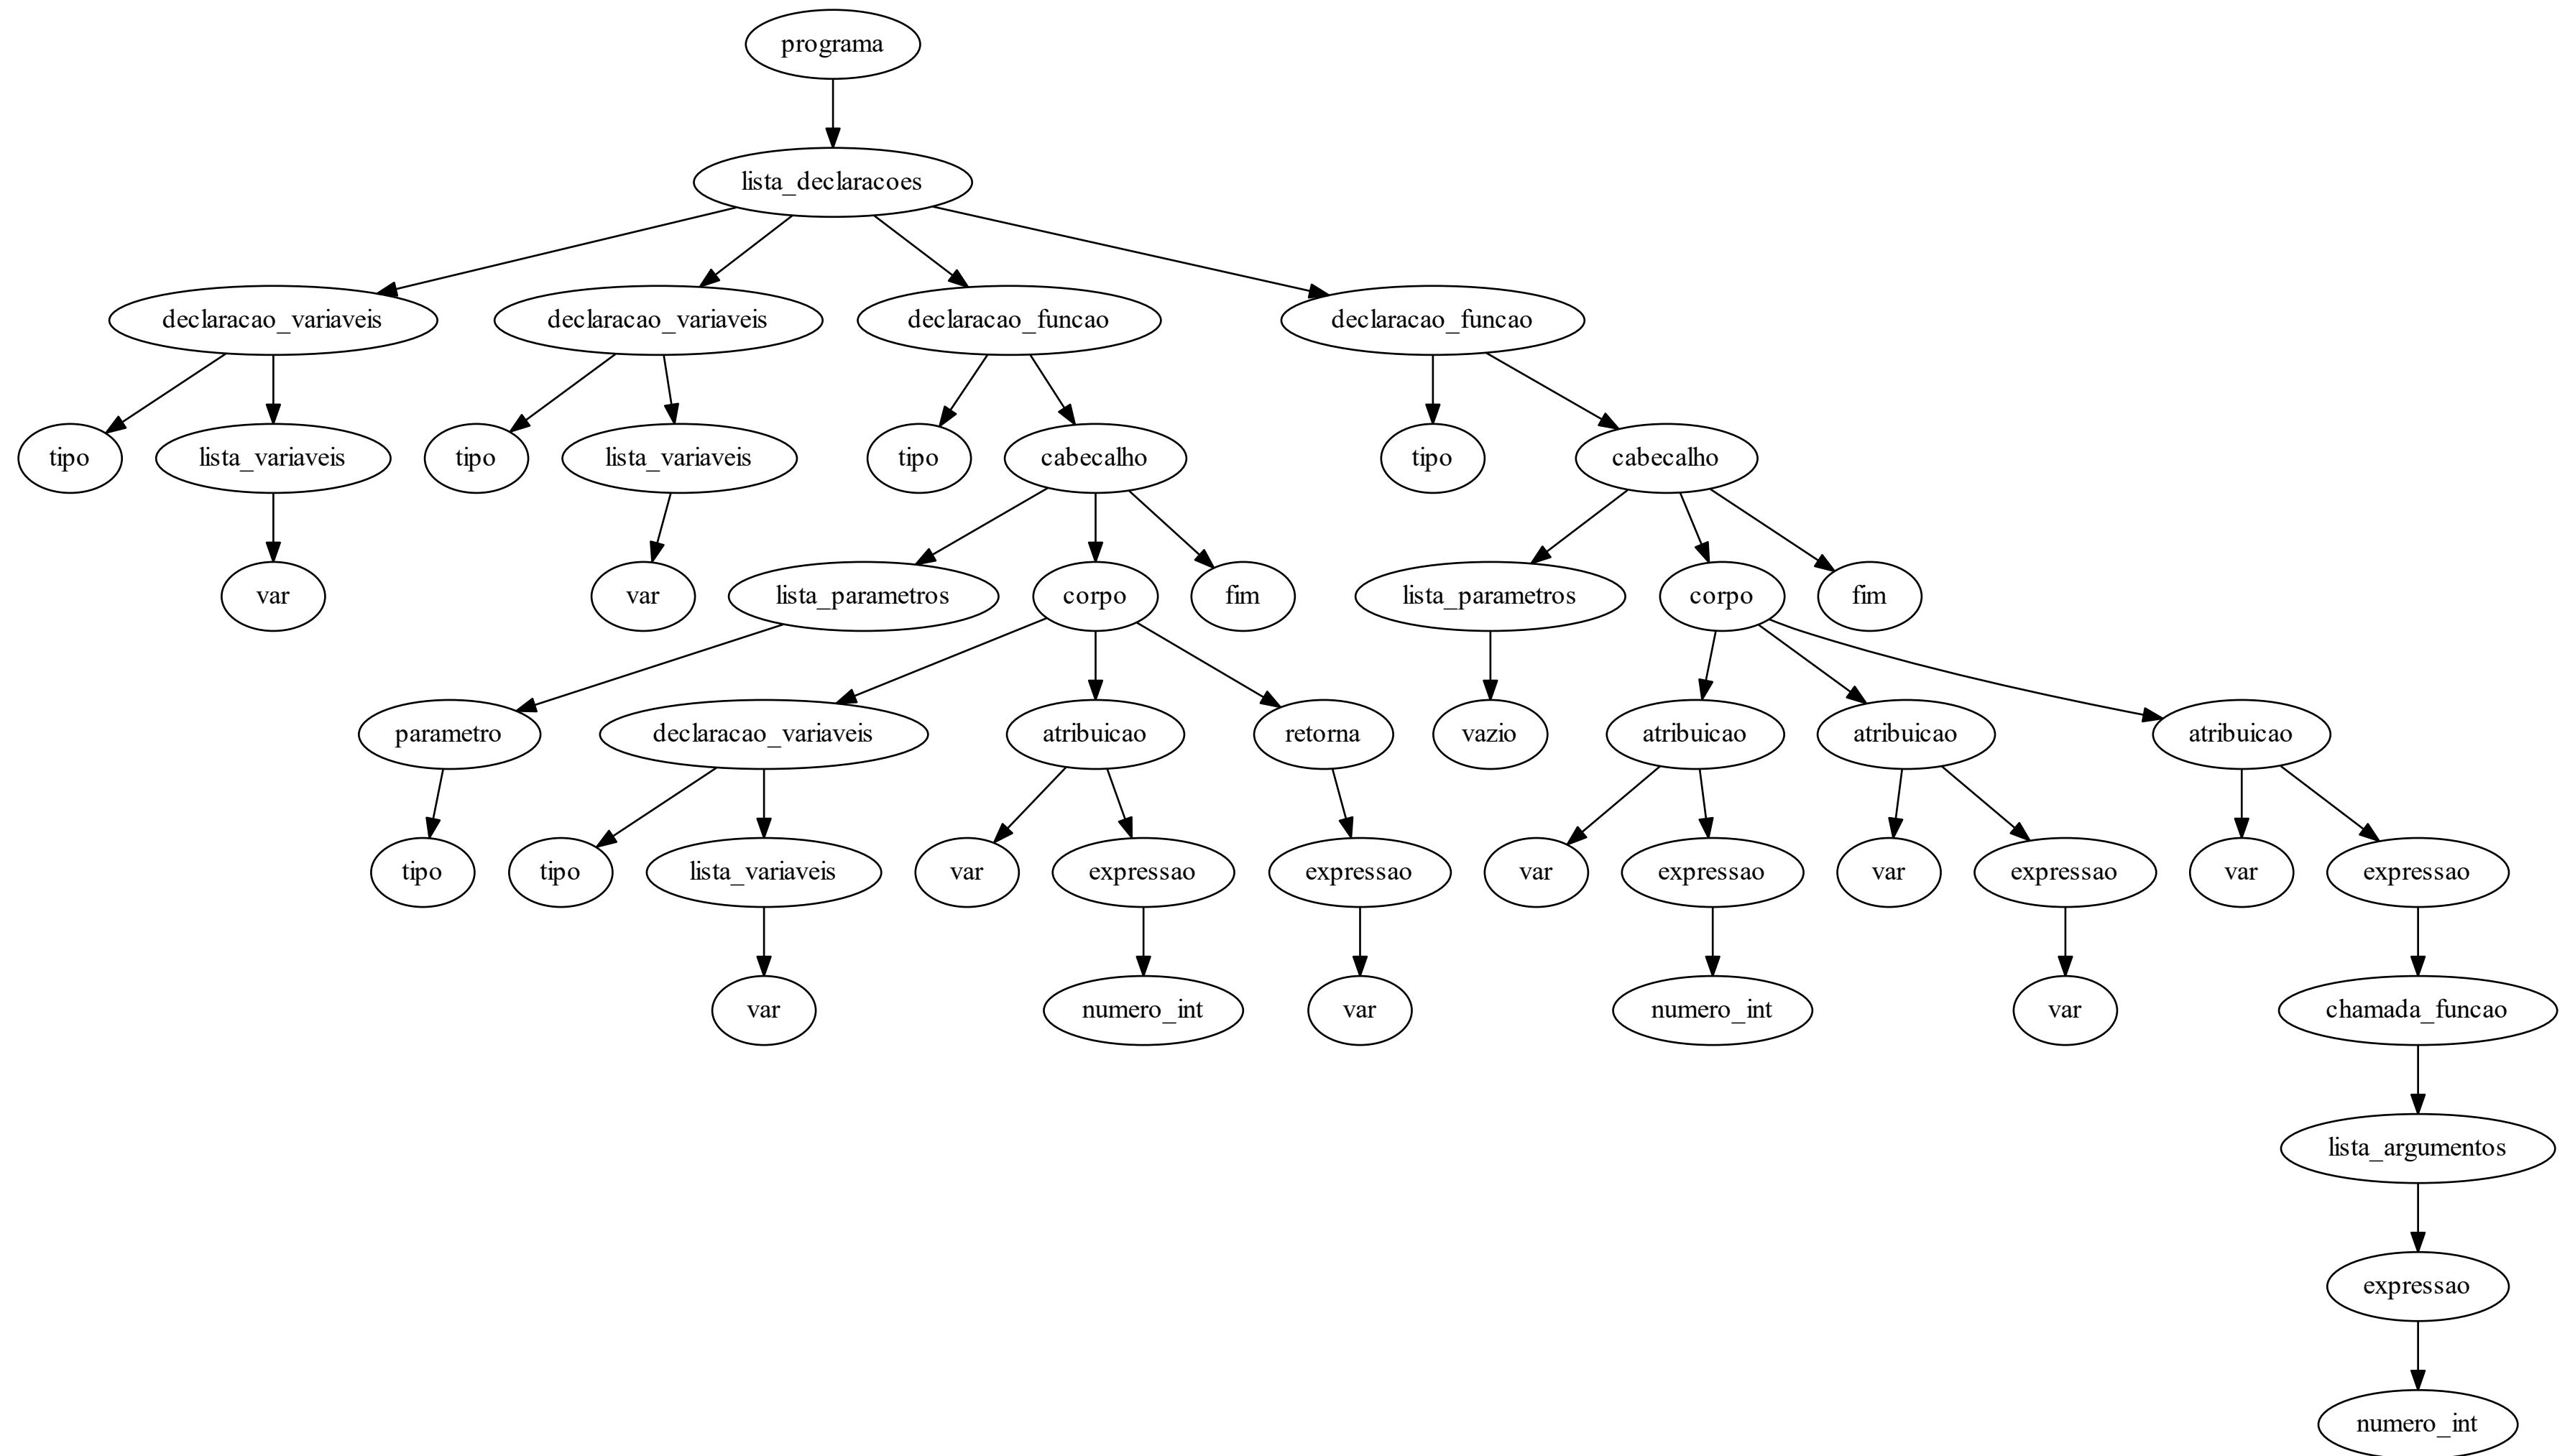 programa
lista_declaracoes
declaracao_variaveis
declaracao_variaveis
declaracao_funcao
declaracao_funcao
tipo
lista_variaveis
tipo
lista_variaveis
tipo
cabecalho
tipo
cabecalho
var
var
lista_parametros
corpo
fim
lista_parametros
corpo
fim
parametro
declaracao_variaveis
atribuicao
retorna
vazio
atribuicao
atribuicao
atribuicao
tipo
tipo
lista_variaveis
var
expressao
expressao
var
expressao
var
expressao
var
expressao
var
numero_int
var
numero_int
var
chamada_funcao
lista_argumentos
expressao
numero_int